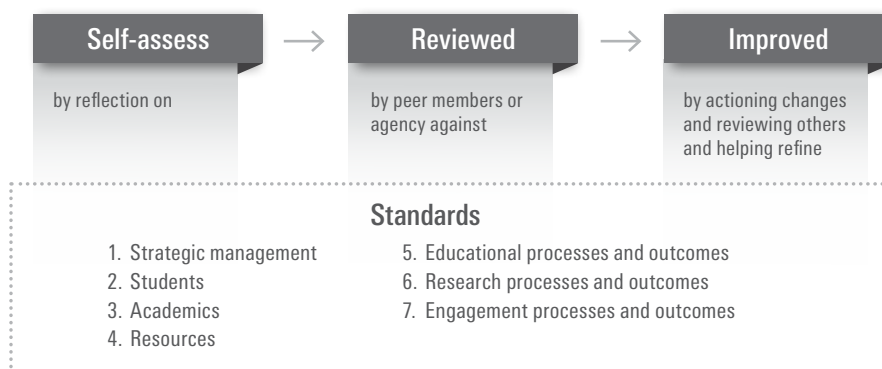 Self-assess
Reviewed
Improved
by reflection on
by peer members or
agency against
by actioning changes
and reviewing others
and helping refine
Standards
1. Strategic management
2. Students
3. Academics
4. Resources
5. Educational processes and outcomes
6. Research processes and outcomes
7. Engagement processes and outcomes